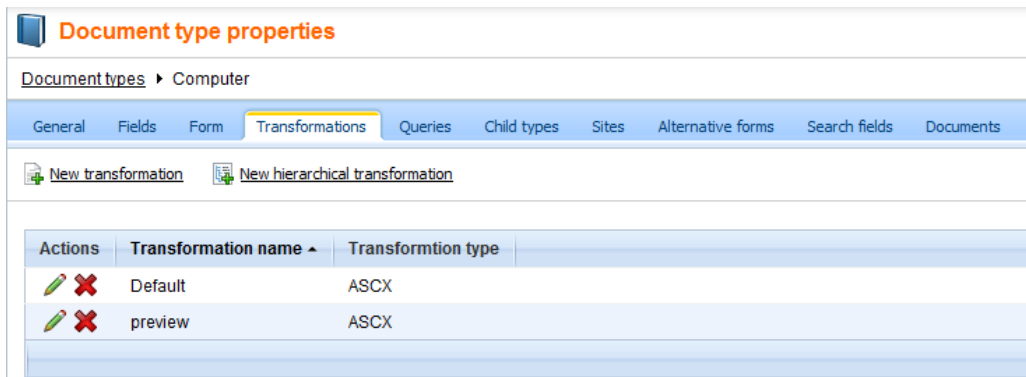 Document type properties
Document types ▸ Computer
General Fields Form Transformations Queries Child types Sites Alternative forms Search fields Documents
New transformation New hierarchical transformation
Actions Transformation name ▲ Transformtion type
Default ASCX
preview ASCX